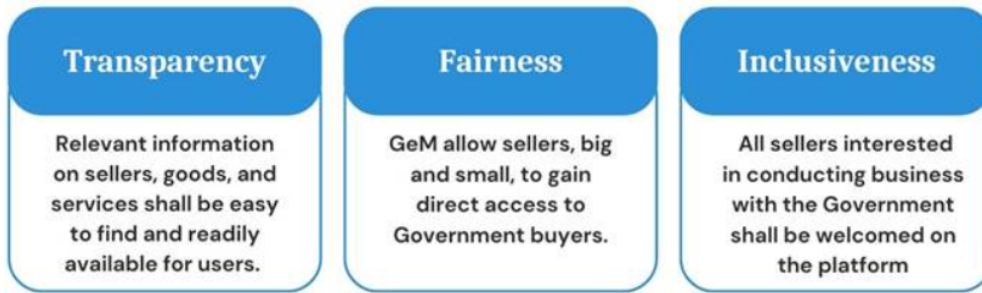 Transparency
Relevant information
on sellers, goods, and
services shall be easy
to find and readily
available for users.
Fairness
GeM allow sellers, big
and small, to gain
direct access to
Government buyers.
Inclusiveness
All sellers interested
in conducting business
with the Government
shall be welcomed on
the platform